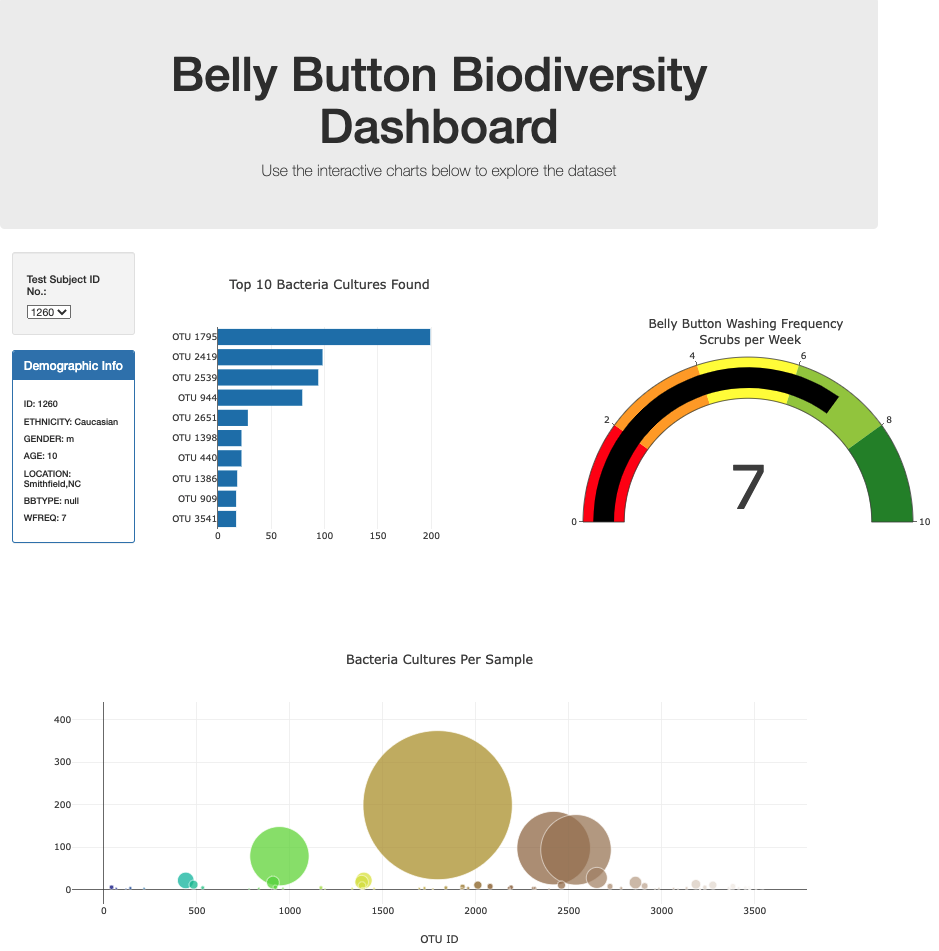 Belly Button Biodiversity
Dashboard
Use the interactive charts below to explore the dataset
Test Subject ID
No.:
1260
Demographic Info
ID: 1260
ETHNICITY: Caucasian
GENDER: m
AGE: 10
LOCATION:
Smithfield,NC
BBTYPE: null
WFREQ: 7
Top 10 Bacteria Cultures Found
OTU 1795
OTU 2419
OTU 2539
OTU 944
OTU 2651
OTU 1398
OTU 440
OTU 1386
OTU 909
OTU 3541
0 50 100 150 200
Belly Button Washing Frequency
Scrubs per Week
4 6
2 8
7
0 10
Bacteria Cultures Per Sample
400
300
200
100
0
0 500 1000 1500 2000 2500 3000 3500
OTU ID